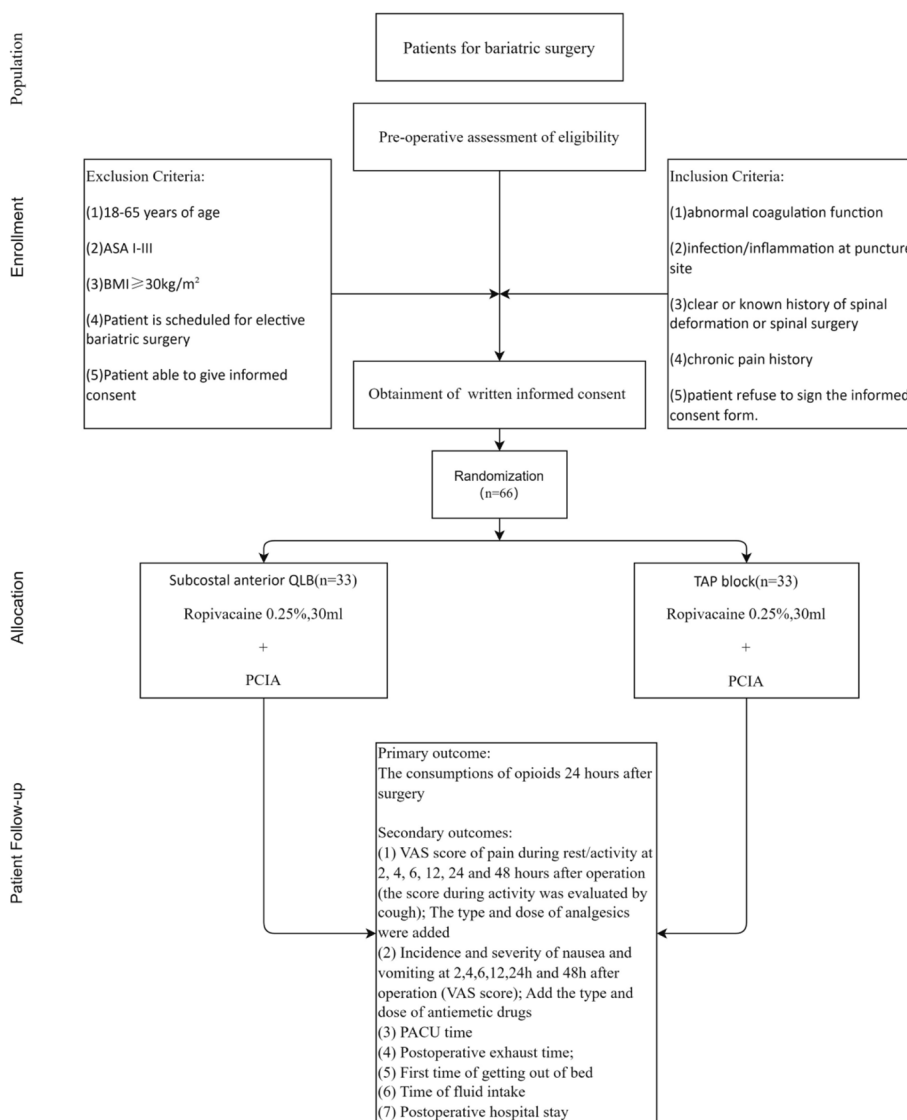 Population
Patients for bariatric surgery
Pre-operative assessment of eligibility
Enrollment
Exclusion Criteria:
(1)18-65 years of age
(2)ASA I-III
(3)BMI≥30kg/m²
(4)Patient is scheduled for elective
bariatric surgery
(5)Patient able to give informed
consent
Inclusion Criteria:
(1)abnormal coagulation function
(2)infection/inflammation at puncture
site
(3)clear or known history of spinal
deformation or spinal surgery
(4)chronic pain history
(5)patient refuse to sign the informed
consent form.
Obtainment of written informed consent
Randomization
(n=66)
Allocation
Subcostal anterior QLB(n=33)
Ropivacaine 0.25%,30ml
+
PCIA
TAP block(n=33)
Ropivacaine 0.25%,30ml
+
PCIA
Patient Follow-up
Primary outcome:
The consumptions of opioids 24 hours after
surgery
Secondary outcomes:
(1) VAS score of pain during rest/activity at
2, 4, 6, 12, 24 and 48 hours after operation
(the score during activity was evaluated by
cough); The type and dose of analgesics
were added
(2) Incidence and severity of nausea and
vomiting at 2,4,6,12,24h and 48h after
operation (VAS score); Add the type and
dose of antiemetic drugs
(3) PACU time
(4) Postoperative exhaust time;
(5) First time of getting out of bed
(6) Time of fluid intake
(7) Postoperative hospital stay